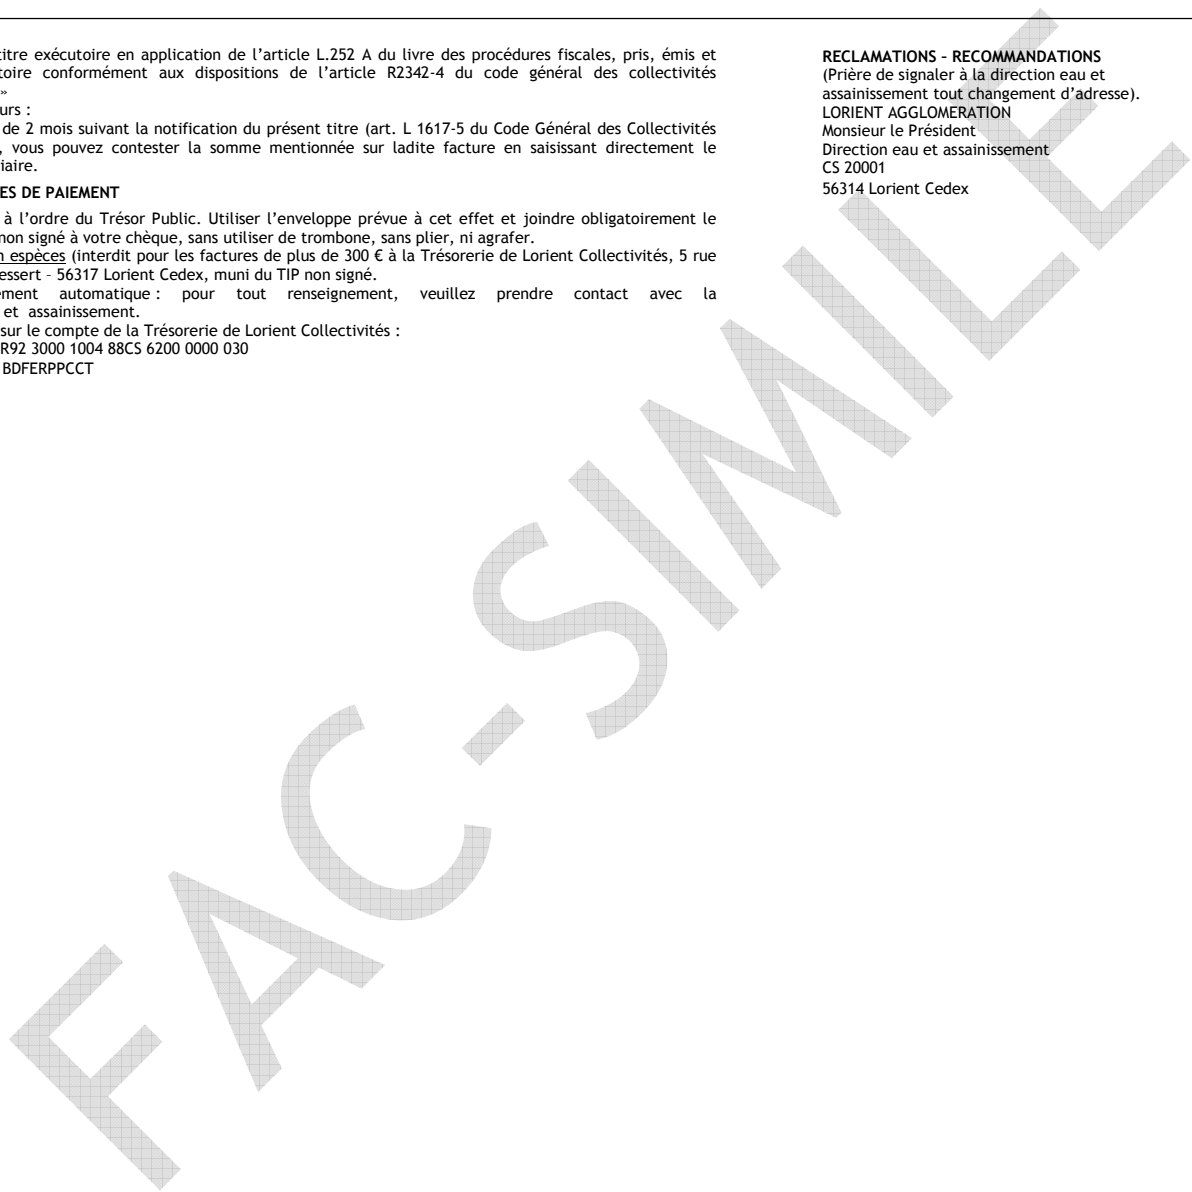 titre exécutoire en application de l’article L.252 A du livre des procédures fiscales, pris, émis et
toire conformément aux dispositions de l’article R2342-4 du code général des collectivités
»
urs :
de 2 mois suivant la notification du présent titre (art. L 1617-5 du Code Général des Collectivités
, vous pouvez contester la somme mentionnée sur ladite facture en saisissant directement le
iaire.
ES DE PAIEMENT
à l’ordre du Trésor Public. Utiliser l’enveloppe prévue à cet effet et joindre obligatoirement le
non signé à votre chèque, sans utiliser de trombone, sans plier, ni agrafer.
n espèces (interdit pour les factures de plus de 300 € à la Trésorerie de Lorient Collectivités, 5 rue
essert – 56317 Lorient Cedex, muni du TIP non signé.
ement automatique : pour tout renseignement, veuillez prendre contact avec la
et assainissement.
sur le compte de la Trésorerie de Lorient Collectivités :
R92 3000 1004 88CS 6200 0000 030
BDFERPPCCT
RECLAMATIONS – RECOMMANDATIONS
(Prière de signaler à la direction eau et
assainissement tout changement d’adresse).
LORIENT AGGLOMERATION
Monsieur le Président
Direction eau et assainissement
CS 20001
56314 Lorient Cedex
FAC-SIMILE